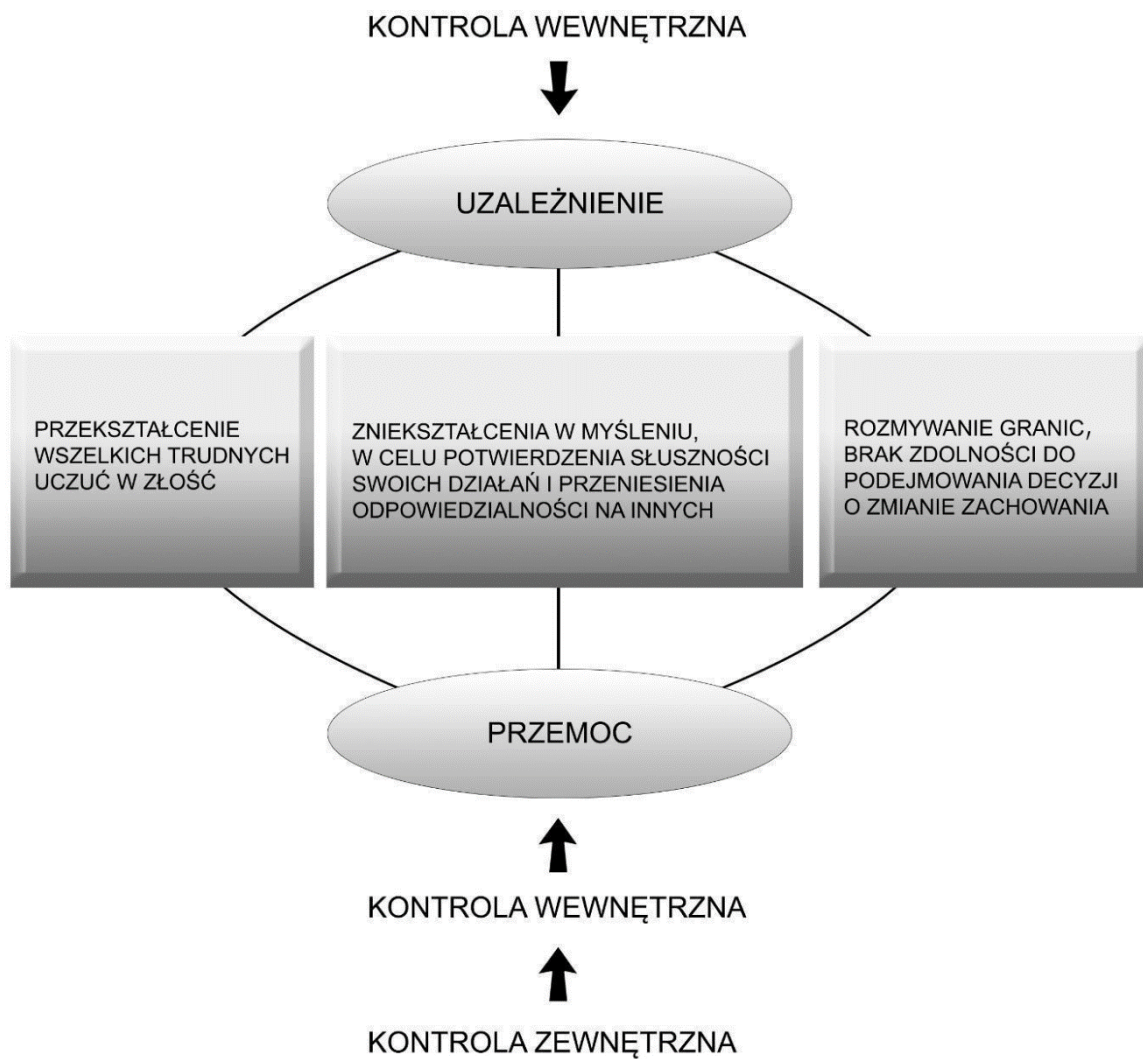 KONTROLA WEWNĘTRZNA
UZALEŻNIENIE
PRZEKSZTAŁCENIE
WSZELKICH TRUDNYCH
UCZUĆ W ZŁOŚĆ
ZNIEKSZTAŁCENIA W MYŚLENIU,
W CELU POTWIERDZENIA SŁUSZNOŚCI
SWOICH DZIAŁAŃ I PRZENIESIENIA
ODPOWIEDZIALNOŚCI NA INNYCH
ROZMYWANIE GRANIC,
BRAK ZDOLNOŚCI DO
PODEJMOWANIA DECYZJI
O ZMIANIE ZACHOWANIA
PRZEMOC
KONTROLA WEWNĘTRZNA
KONTROLA ZEWNĘTRZNA